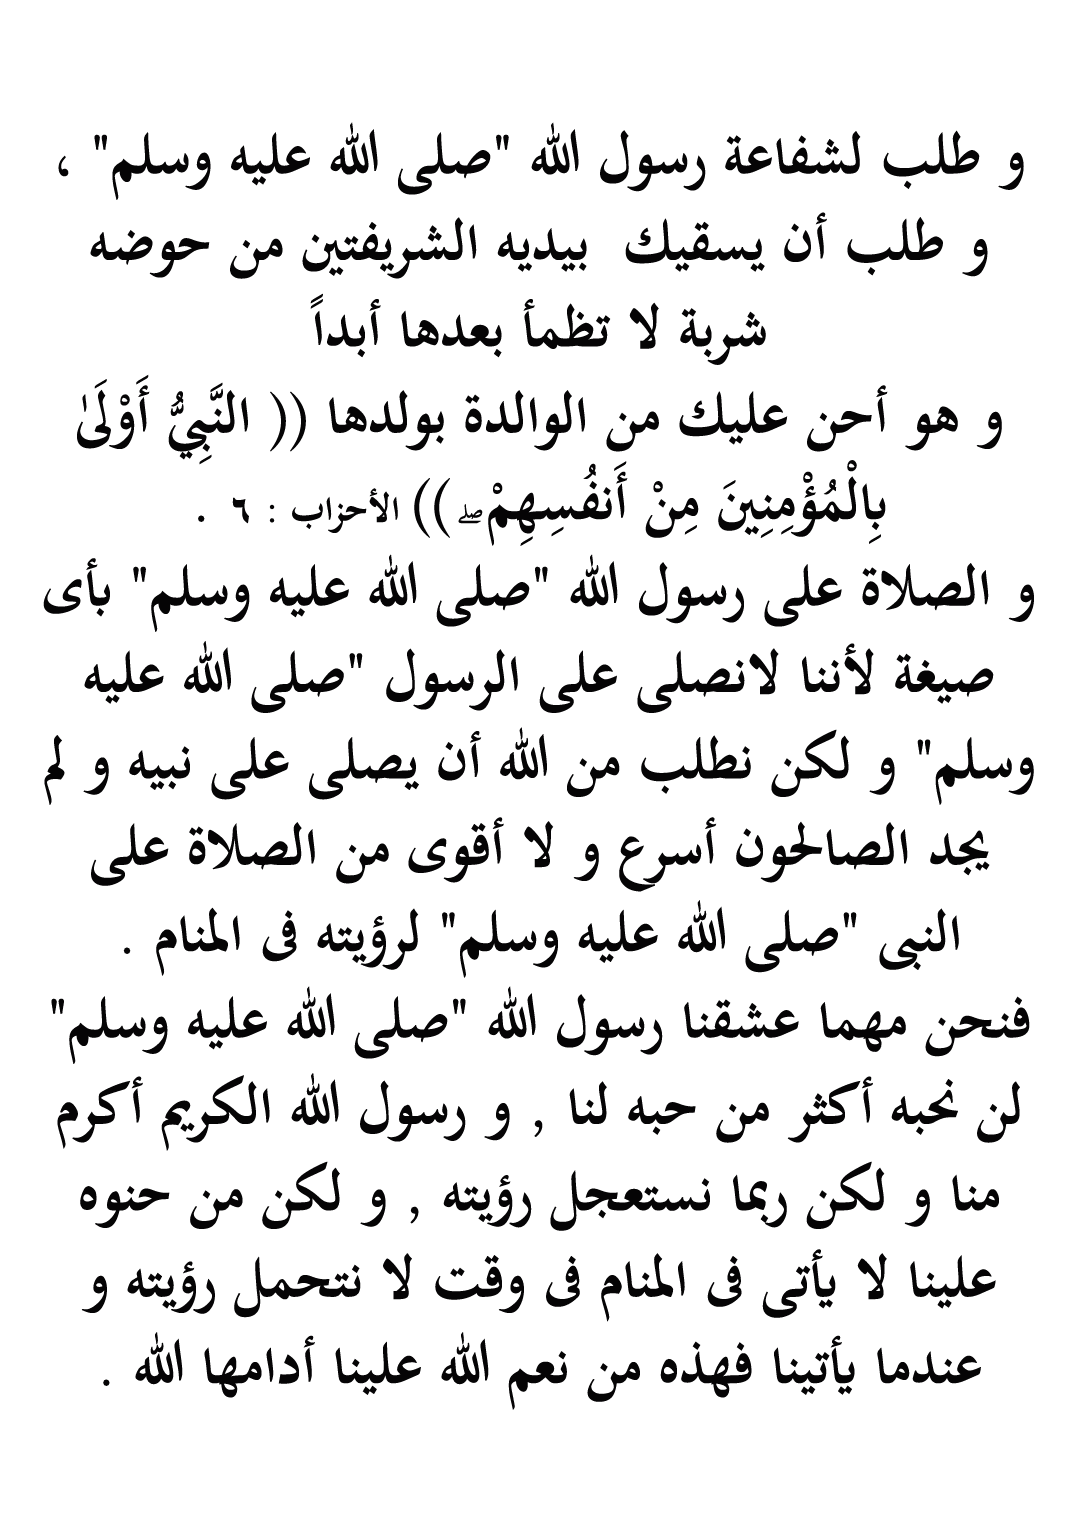 و طلب لشفاعة رسول الله "صلى الله عليه وسلم" ،
و طلب أن يسقيك بيديه الشريفتين من حوضه
شربة لا تظمأ بعدها أبداً
و هو أحن عليك من الوالدة بولدها (( النَّبِيُّ أَوْلَىٰ
بِالْمُؤْمِنِينَ مِنْ أَنفُسِهِمْ ۖ)) الأحزاب : ٦ .
و الصلاة على رسول الله "صلى الله عليه وسلم" بأى
صيغة لأننا لانصلى على الرسول "صلى الله عليه
وسلم" و لكن نطلب من الله أن يصلى على نبيه و لم
يجد الصالحون أسرع و لا أقوى من الصلاة على
النبى "صلى الله عليه وسلم" لرؤيته فى المنام .
فنحن مهما عشقنا رسول الله "صلى الله عليه وسلم"
لن نحبه أكثر من حبه لنا , و رسول الله الكريم أكرم
منا و لكن ربما نستعجل رؤيته , و لكن من حنوه
علينا لا يأتى فى المنام فى وقت لا نتحمل رؤيته و
عندما يأتينا فهذه من نعم الله علينا أدامها الله .